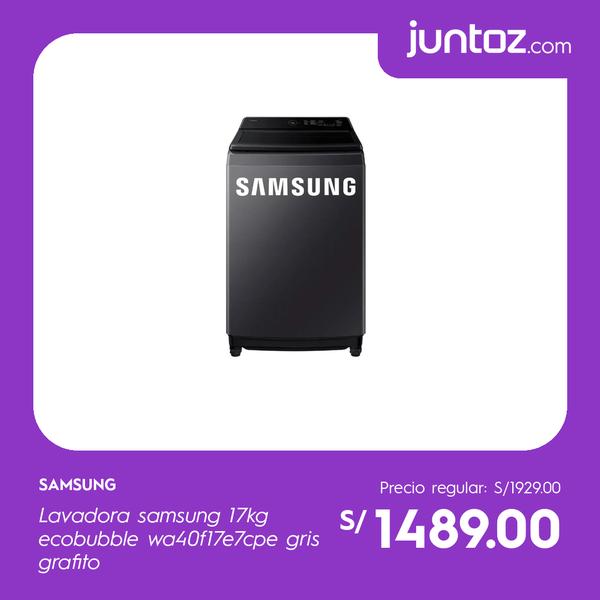 juntoz.com
SAMSUNG
SAMSUNG
Lavadora samsung 17kg
ecobubble wa40f17e7cpe gris
grafito
Precio regular: S/1929.00
S/ 1489.00